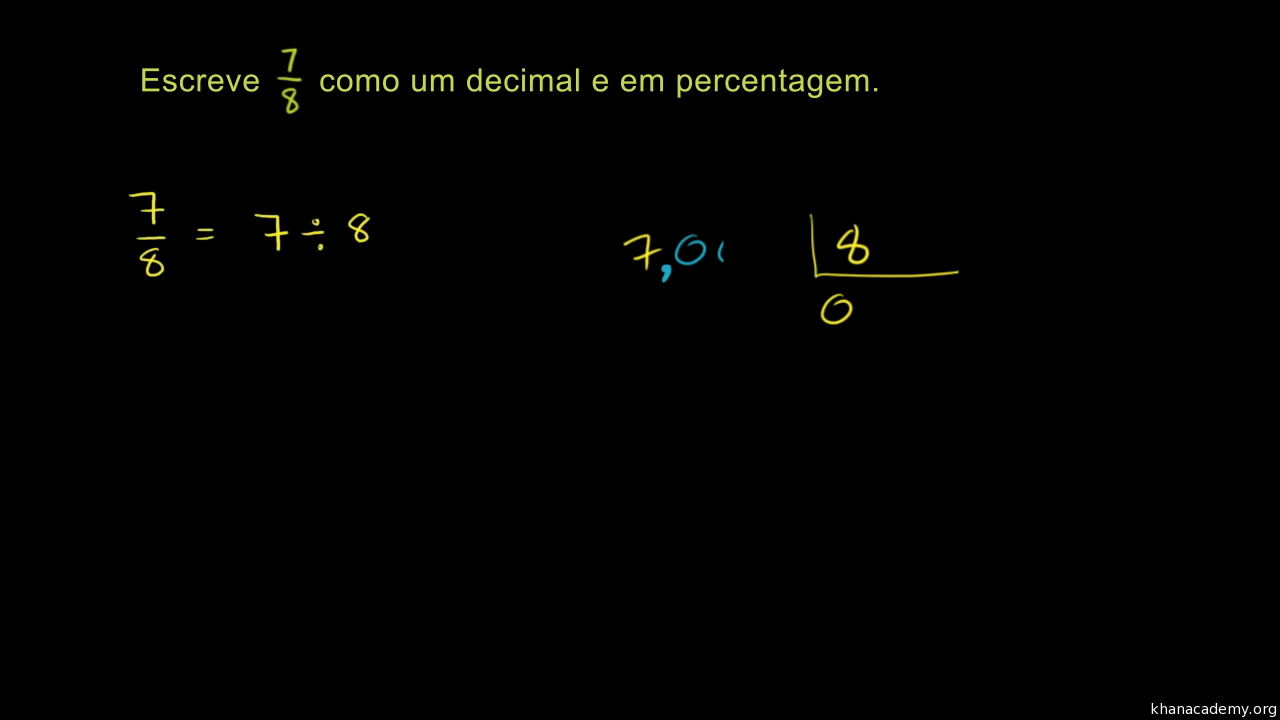 Escreve 7/8 como um decimal e em percentagem.
7/8 = 7 ÷ 8
7,0
8
0
khanacademy.org